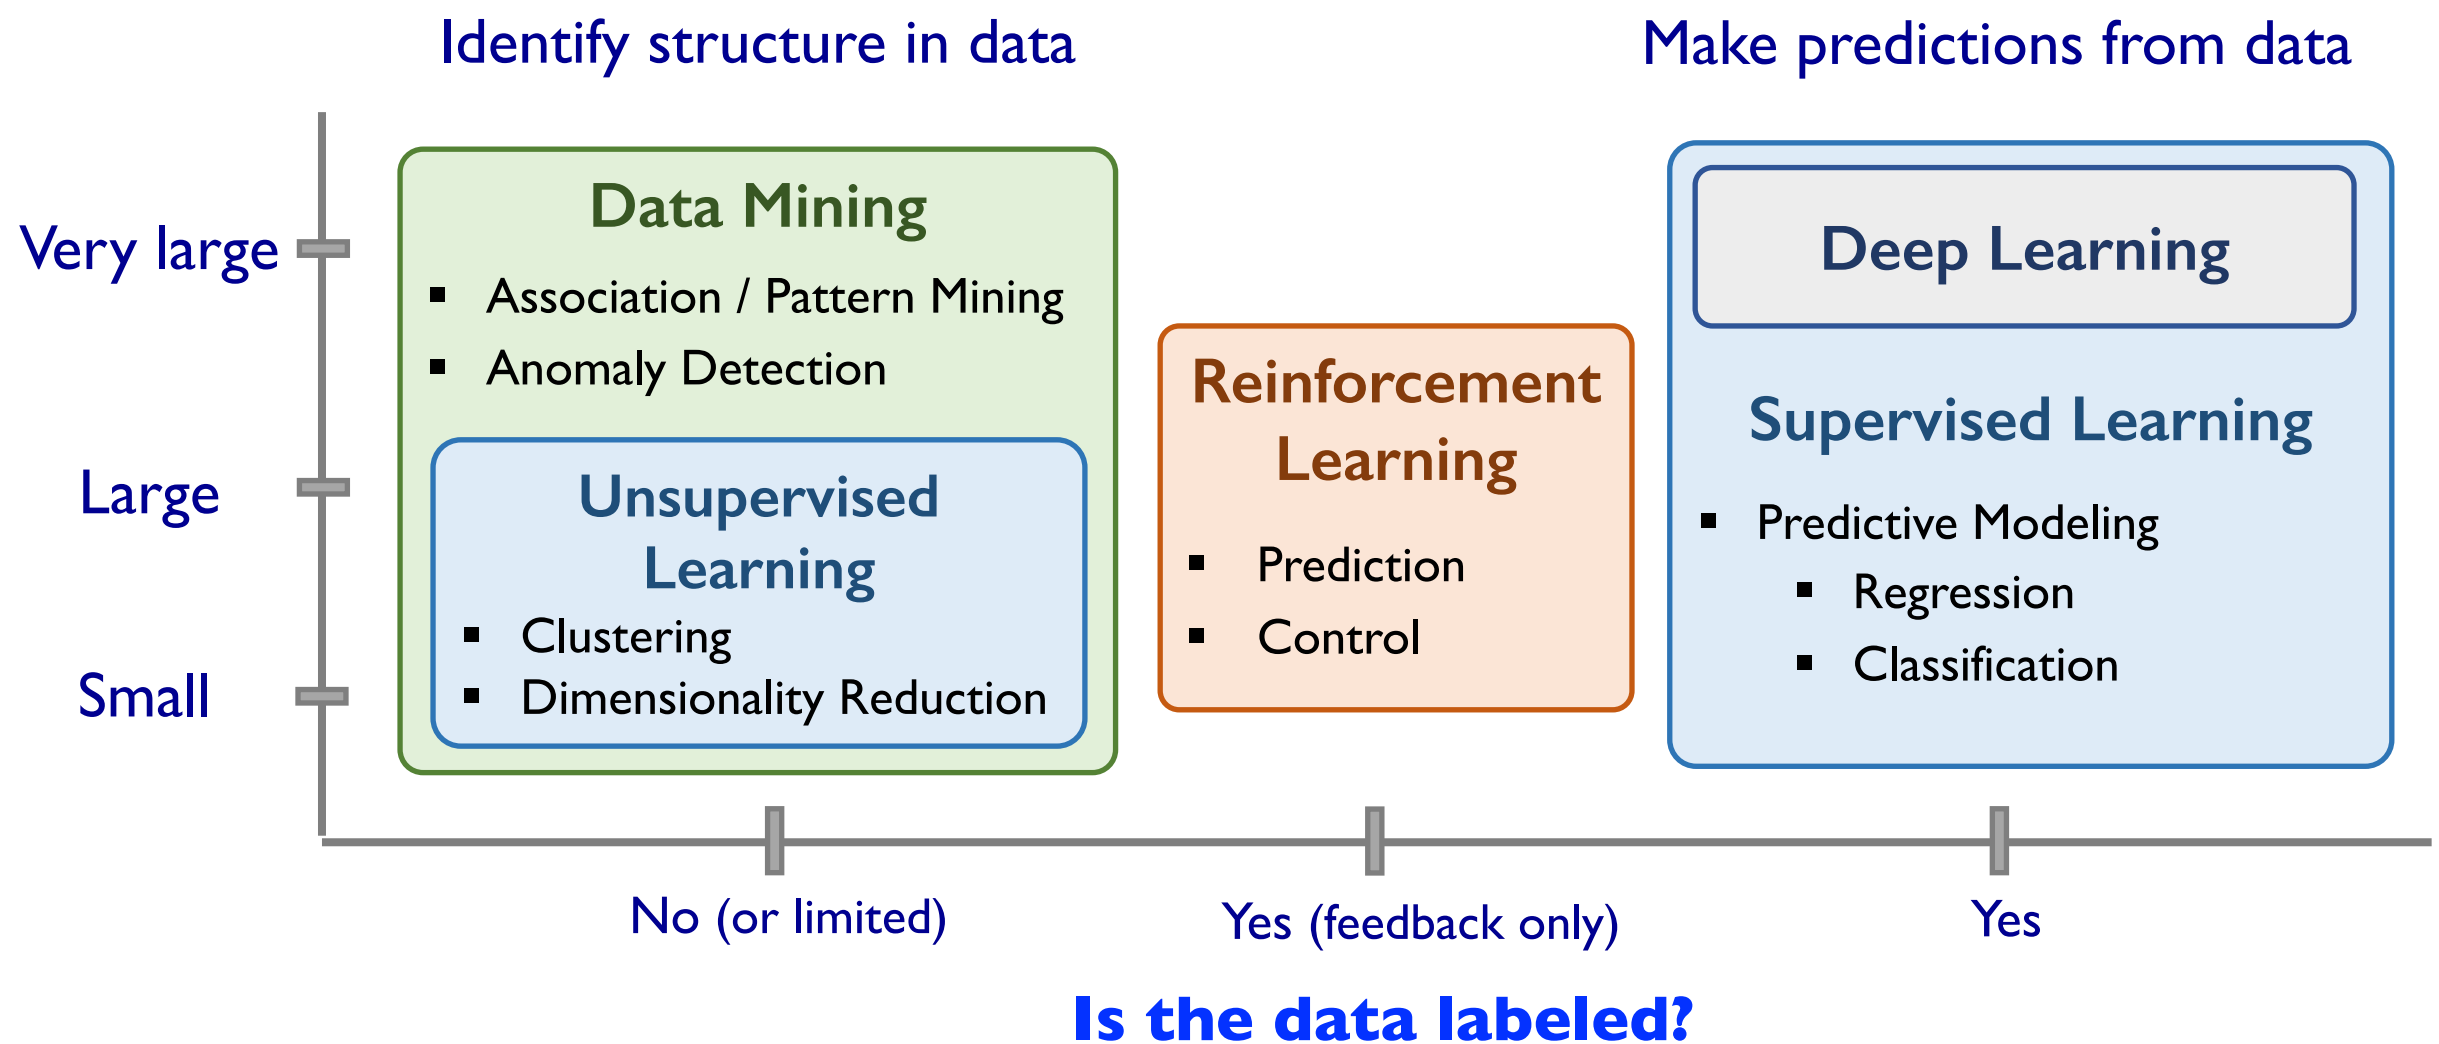 Identify structure in data
Make predictions from data
Very large
Large
Small
Data Mining
▪ Association / Pattern Mining
▪ Anomaly Detection
Unsupervised
Learning
▪ Clustering
▪ Dimensionality Reduction
Reinforcement
Learning
▪ Prediction
▪ Control
Deep Learning
Supervised Learning
▪ Predictive Modeling
▪ Regression
▪ Classification
No (or limited)
Yes (feedback only)
Yes
Is the data labeled?